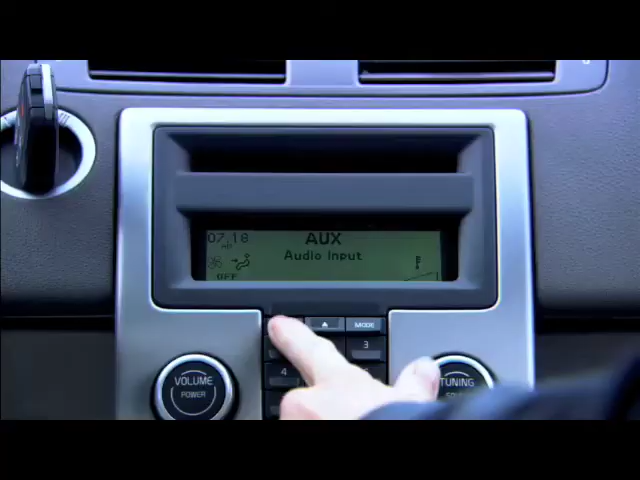 07.18
AUX
Audio Input
OFF
MODE
3
4
VOLUME
POWER
TUNING